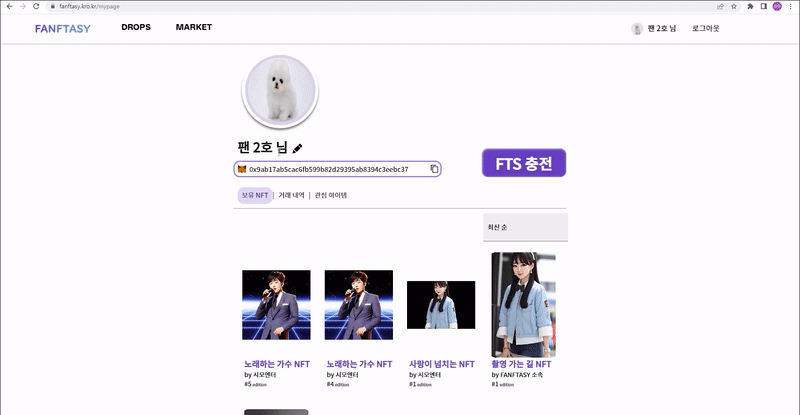 fanftasy.kro.kr/mypage
FANFTASY DROPS MARKET 팬 2호 님 로그아웃
팬 2호 님
0x9ab17ab5cac6fb599b82d29395ab8394c3eebc37
FTS 충전
보유 NFT | 거래 내역 | 관심 아이템
최신 순
노래하는 가수 NFT
by 시모엔터
#5 edition
노래하는 가수 NFT
by 시모엔터
#4 edition
사랑이 넘치는 NFT
by 시모엔터
#1 edition
촬영 가는 길 NFT
by FANFTASY 소속
#1 edition